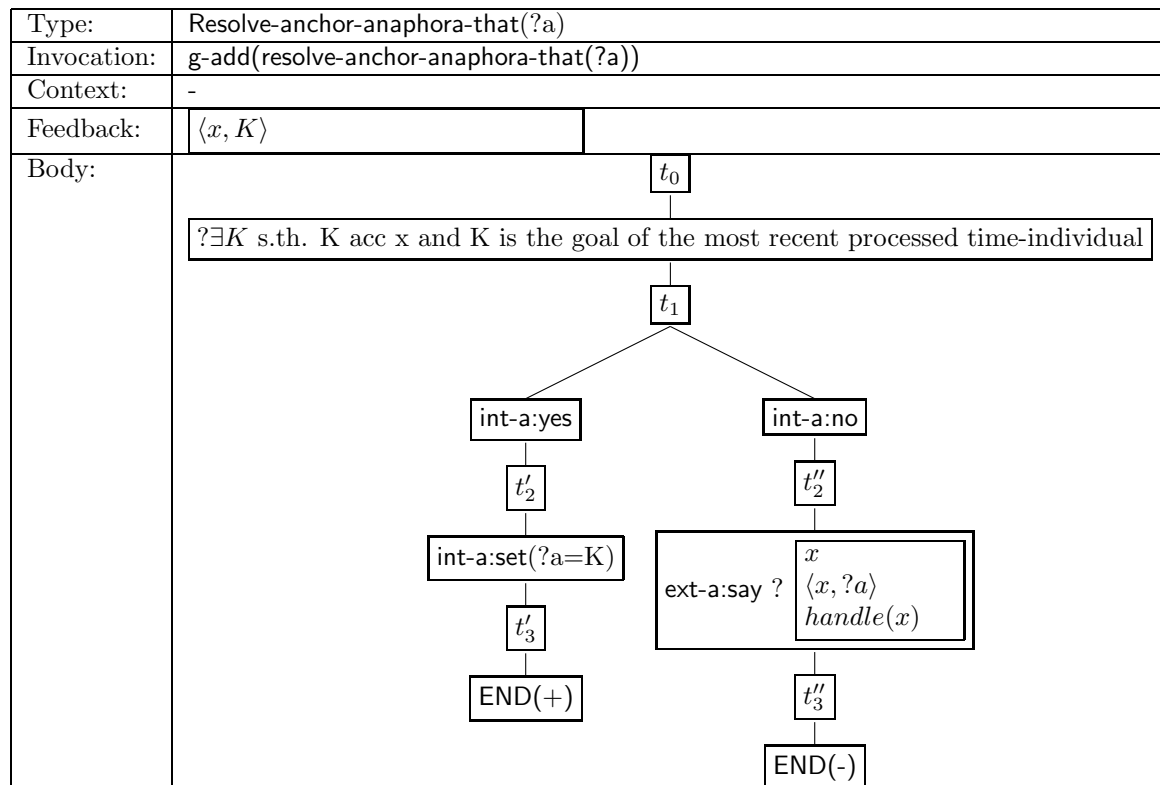 Type: Resolve-anchor-anaphora-that(?a)
Invocation: g-add(resolve-anchor-anaphora-that(?a))
Context: -
Feedback: ⟨x, K⟩
Body: t₀
?∃K s.th. K acc x and K is the goal of the most recent processed time-individual
t₁
int-a:yes int-a:no
t′₂ t″₂
int-a:set(?a=K)
ext-a:say ? x
⟨x, ?a⟩
handle(x)
t′₃
END(+)
t″₃
END(-)